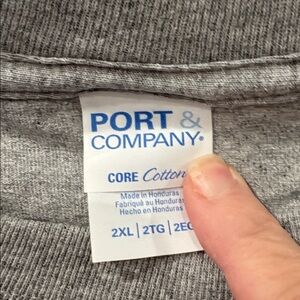 PORT &
COMPANY®
CORE Cotton
Made in Honduras
Fabriqué au Honduras
Hecho en Honduras
2XL | 2TG | 2EG